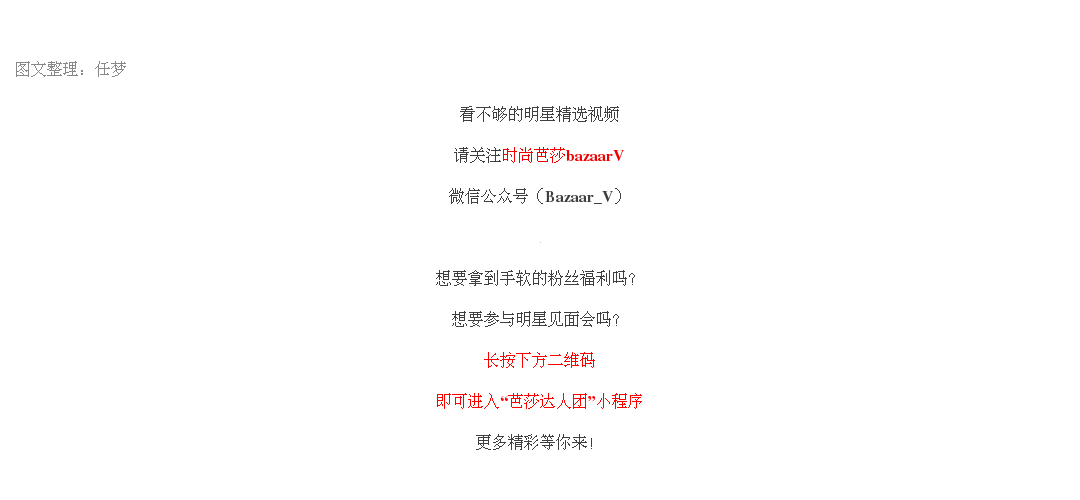 图文整理：任梦
看不够的明星精选视频
请关注时尚芭莎bazaarV
微信公众号（Bazaar_V）
.
想要拿到手软的粉丝福利吗？
想要参与明星见面会吗？
长按下方二维码
即可进入“芭莎达人团”小程序
更多精彩等你来！